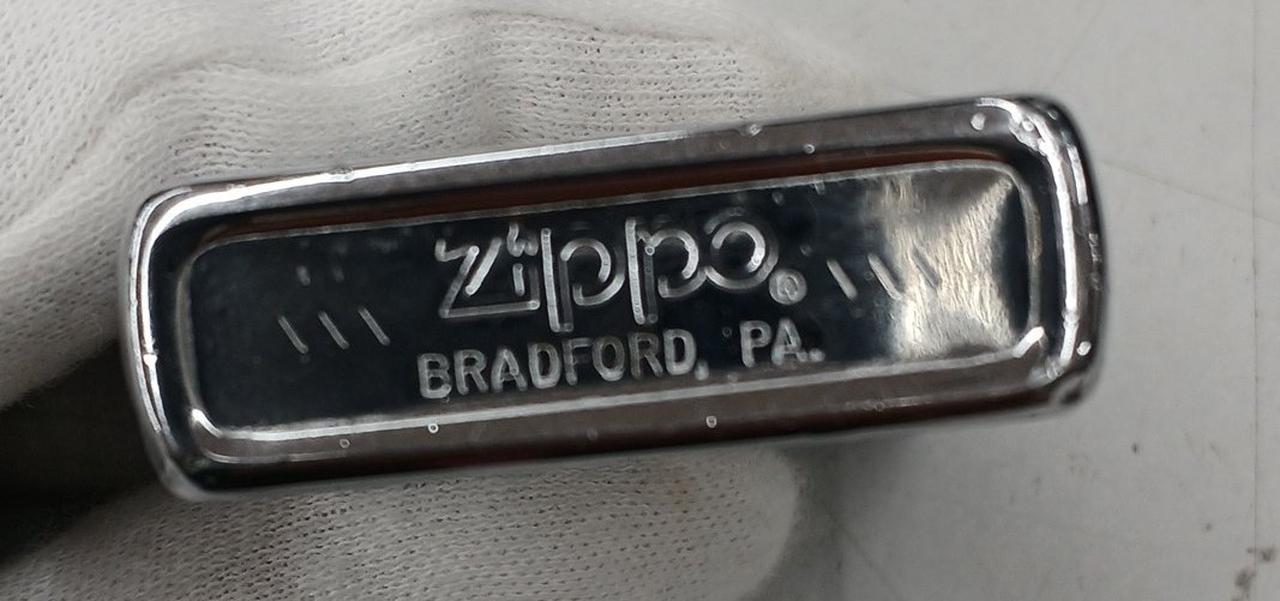 \\\ Zippo® \\\
BRADFORD, PA.